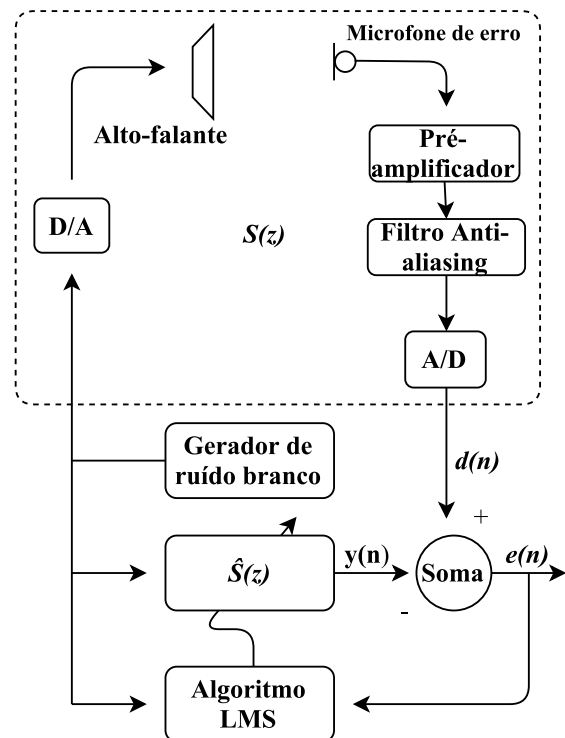 Microfone de erro
Alto-falante
Pré-
amplificador
D/A
S(z)
Filtro Anti-
aliasing
A/D
Gerador de
ruído branco
d(n)
+
Ŝ(z)
y(n)
Soma
e(n)
-
Algoritmo
LMS